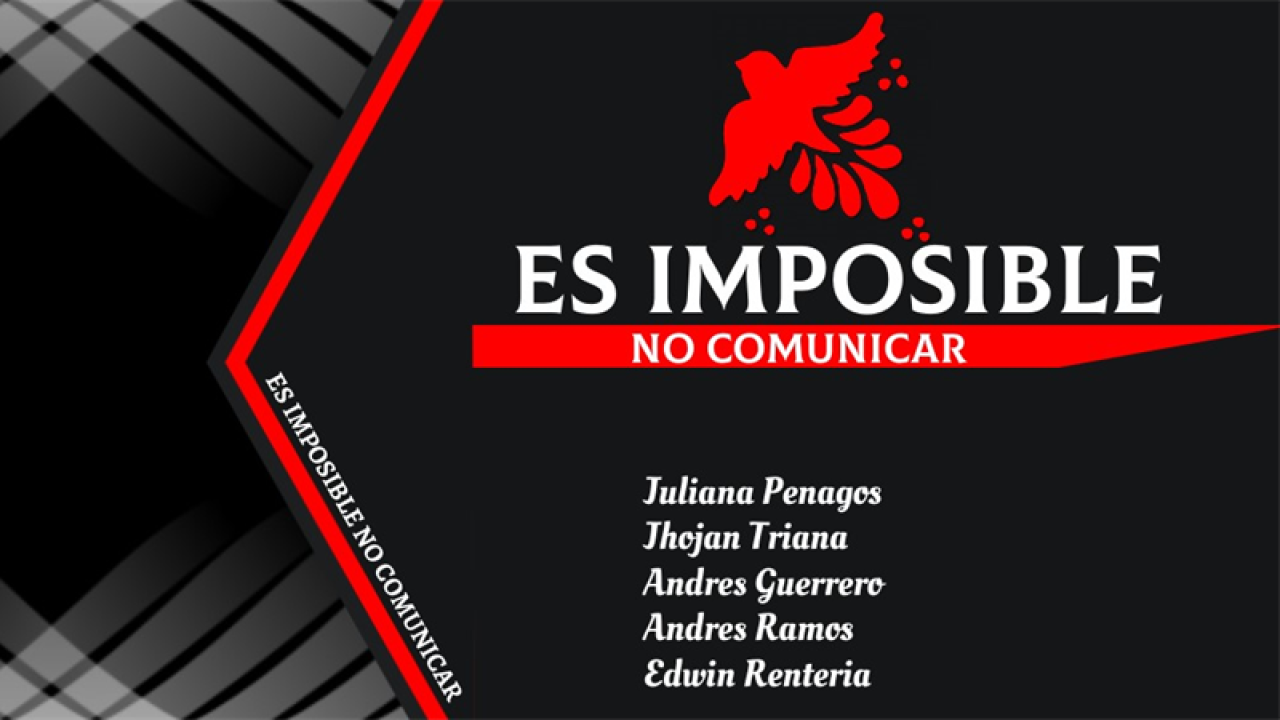 ES IMPOSIBLE
NO COMUNICAR
ES IMPOSIBLE NO COMUNICAR
Juliana Penagos
Jhojan Triana
Andres Guerrero
Andres Ramos
Edwin Renteria